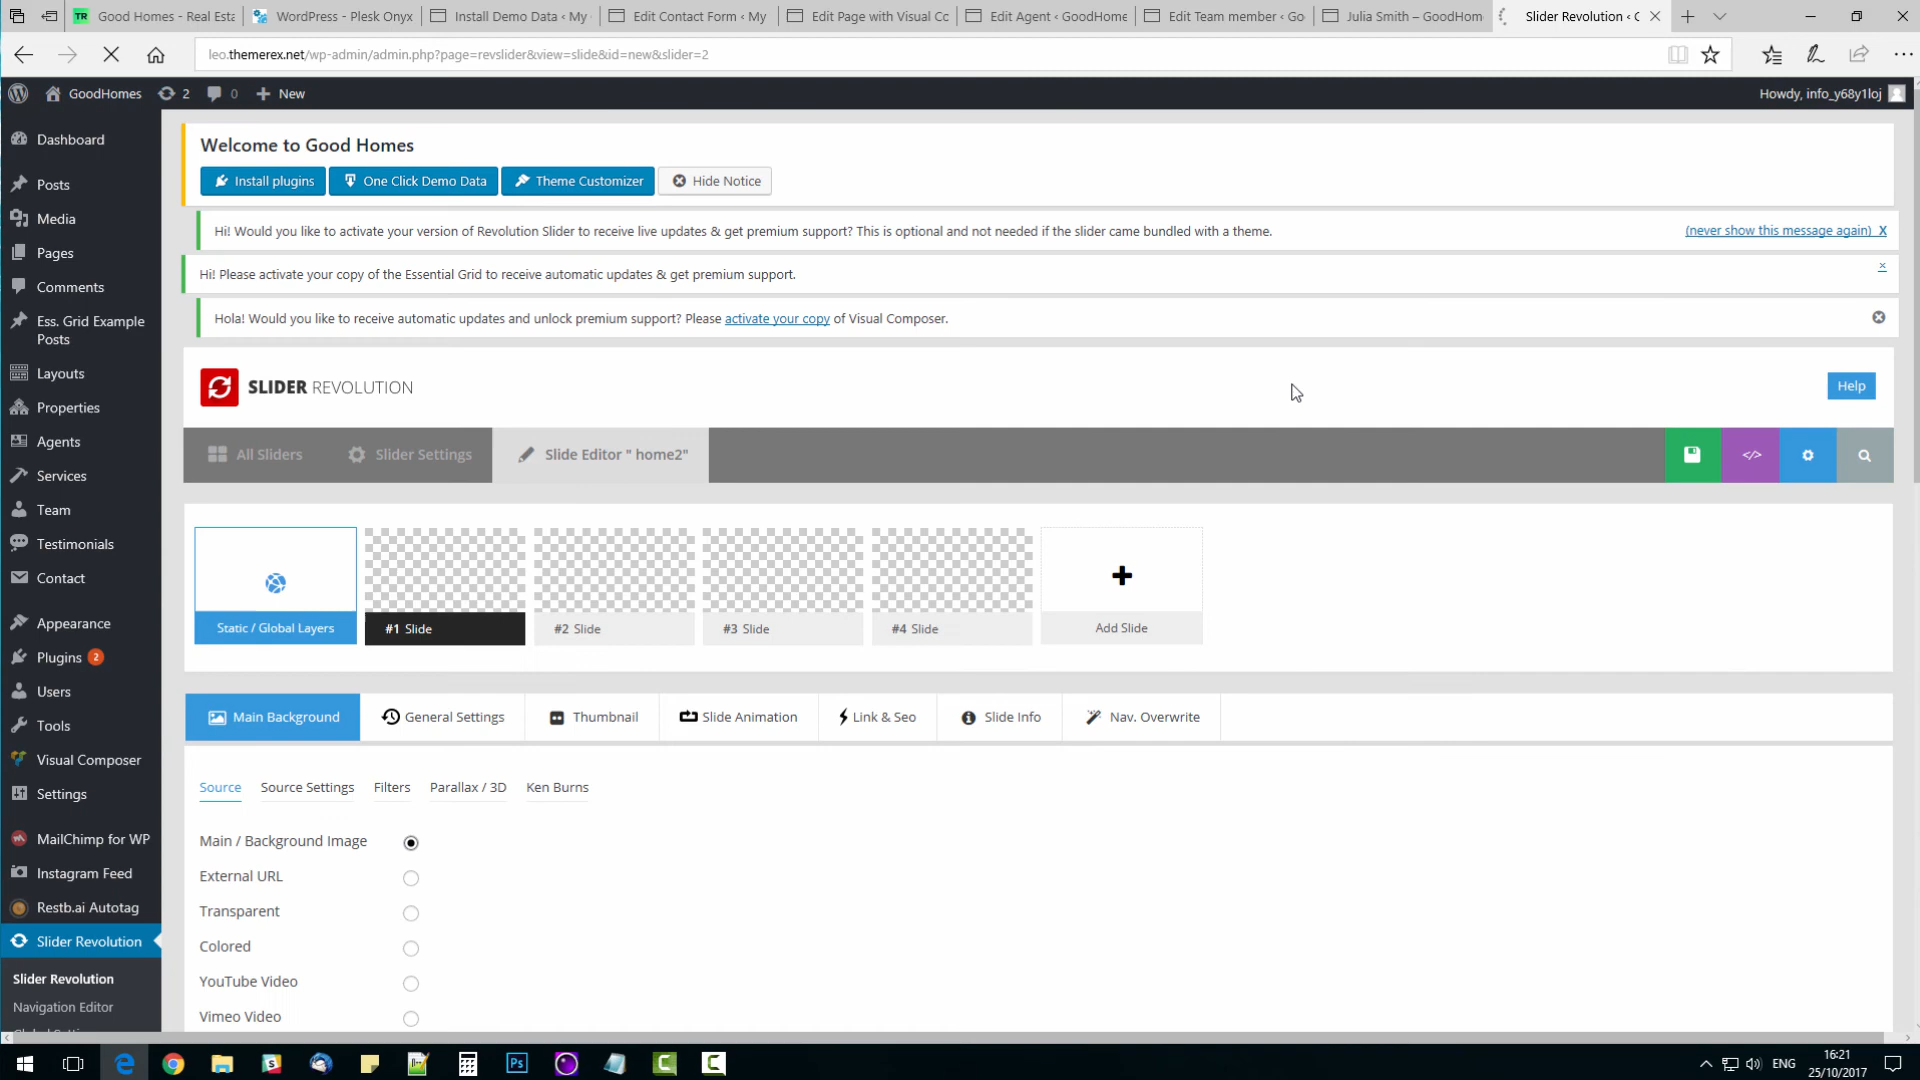 Good Homes - Real Esta
WordPress - Plesk Onyx
Install Demo Data ‹ My
Edit Contact Form ‹ My
Edit Page with Visual Cc
Edit Agent ‹ GoodHome
Edit Team member ‹ Go
Julia Smith – GoodHom
Slider Revolution ‹ G
leo.themerex.net/wp-admin/admin.php?page=revslider&view=slide&id=new&slider=2
GoodHomes
2
0
New
Howdy, info_y68y1loj
Dashboard
Posts
Media
Pages
Comments
Ess. Grid Example
Posts
Layouts
Properties
Agents
Services
Team
Testimonials
Contact
Appearance
Plugins 2
Users
Tools
Visual Composer
Settings
MailChimp for WP
Instagram Feed
Restb.ai Autotag
Slider Revolution
Slider Revolution
Navigation Editor
Welcome to Good Homes
Install plugins
One Click Demo Data
Theme Customizer
Hide Notice
Hi! Would you like to activate your version of Revolution Slider to receive live updates & get premium support? This is optional and not needed if the slider came bundled with a theme.
(never show this message again) X
Hi! Please activate your copy of the Essential Grid to receive automatic updates & get premium support.
Hola! Would you like to receive automatic updates and unlock premium support? Please activate your copy of Visual Composer.
SLIDER REVOLUTION
Help
All Sliders
Slider Settings
Slide Editor " home2"
</>
Static / Global Layers
#1 Slide
#2 Slide
#3 Slide
#4 Slide
Add Slide
Main Background
General Settings
Thumbnail
Slide Animation
Link & Seo
Slide Info
Nav. Overwrite
Source
Source Settings
Filters
Parallax / 3D
Ken Burns
Main / Background Image
External URL
Transparent
Colored
YouTube Video
Vimeo Video
ENG
16:21
25/10/2017